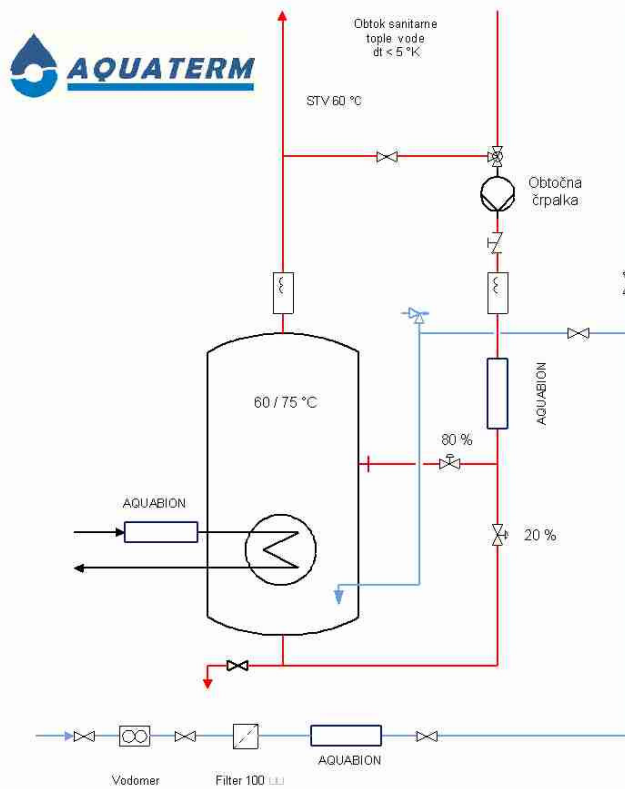 AQUATERM
Obtok sanitarne
tople vode
dt < 5 °K
STV 60 °C
Obtočna
črpalka
60 / 75 °C
AQUABION
80 %
AQUABION
20 %
AQUABION
Vodomer
Filter 100 □□